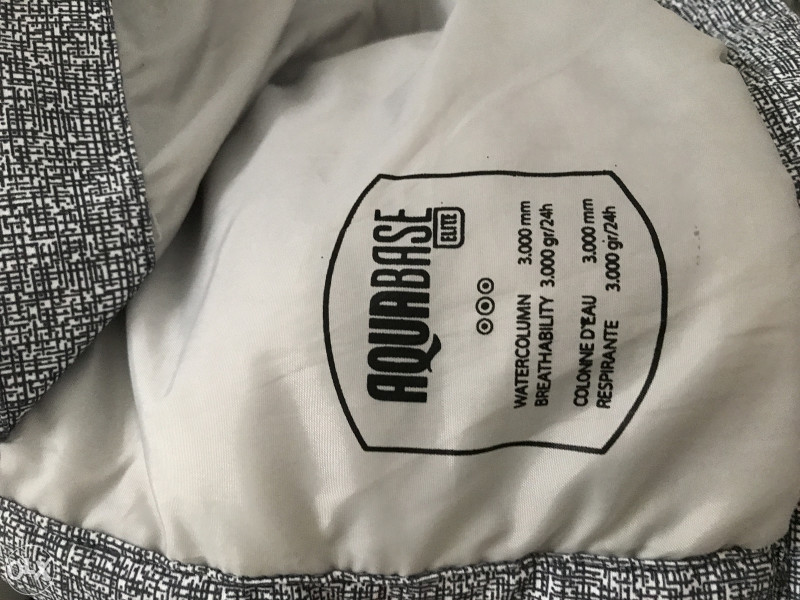 AQUABASE
ELITE
WATERCOLUMN 3.000 mm
BREATHABILITY 3.000 gr/24h
COLONNE D'EAU 3.000 mm
RESPIRANTE 3.000 gr/24h
OLX